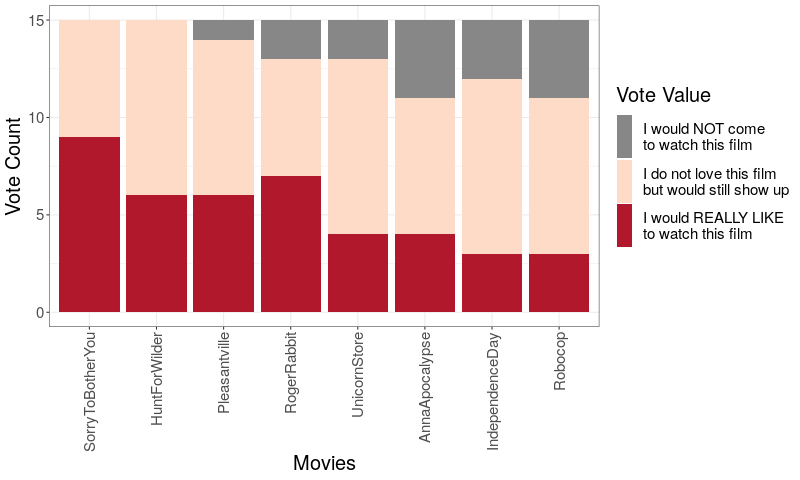 15
10
5
0
Vote Count
SorryToBotherYou
HuntForWilder
Pleasantville
RogerRabbit
UnicornStore
AnnaApocalypse
IndependenceDay
Robocop
Movies
Vote Value
I would NOT come
to watch this film
I do not love this film
but would still show up
I would REALLY LIKE
to watch this film